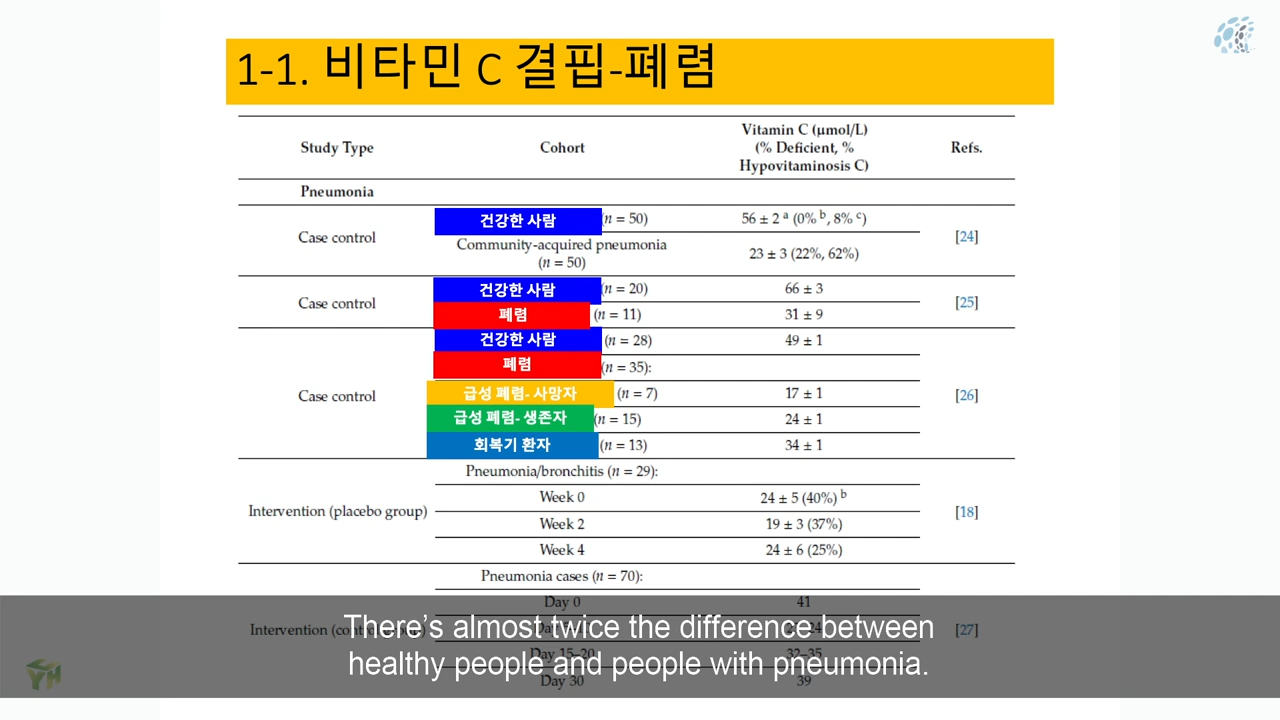 1-1. 비타민 C 결핍-폐렴
Study Type Cohort Vitamin C (µmol/L)
(% Deficient, %
Hypovitaminosis C) Refs.
Pneumonia
Case control 건강한 사람 (n = 50) 56 ± 2 a (0% b, 8% c) [24]
Community-acquired pneumonia
(n = 50) 23 ± 3 (22%, 62%)
Case control 건강한 사람 (n = 20) 66 ± 3 [25]
폐렴 (n = 11) 31 ± 9
Case control 건강한 사람 (n = 28) 49 ± 1 [26]
폐렴 (n = 35):
급성 폐렴- 사망자 (n = 7) 17 ± 1
급성 폐렴- 생존자 (n = 15) 24 ± 1
회복기 환자 (n = 13) 34 ± 1
Intervention (placebo group) Pneumonia/bronchitis (n = 29): [18]
Week 0 24 ± 5 (40%) b
Week 2 19 ± 3 (37%)
Week 4 24 ± 6 (25%)
Pneumonia cases (n = 70):
Day 0 41
Intervention [27]
Day 15–20 32–35
Day 30 39
There's almost twice the difference between
healthy people and people with pneumonia.
YH